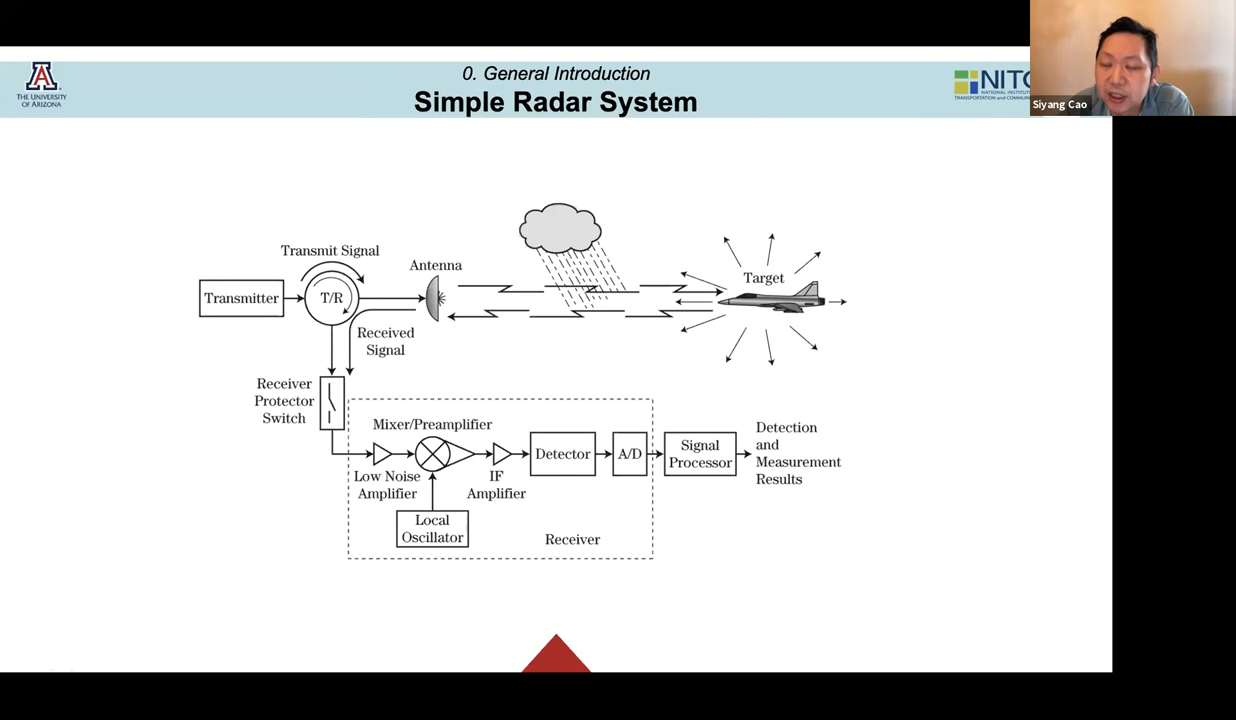 0. General Introduction
Simple Radar System
A
THE UNIVERSITY
OF ARIZONA
NITC
NATIONAL INSTITUTE
TRANSPORTATION and COMMUN
Siyang Cao
Transmit Signal
Antenna
Target
Transmitter
T/R
Received
Signal
Receiver
Protector
Switch
Mixer/Preamplifier
Detector
A/D
Signal
Processor
Detection
and
Measurement
Results
Low Noise
Amplifier
IF
Amplifier
Local
Oscillator
Receiver